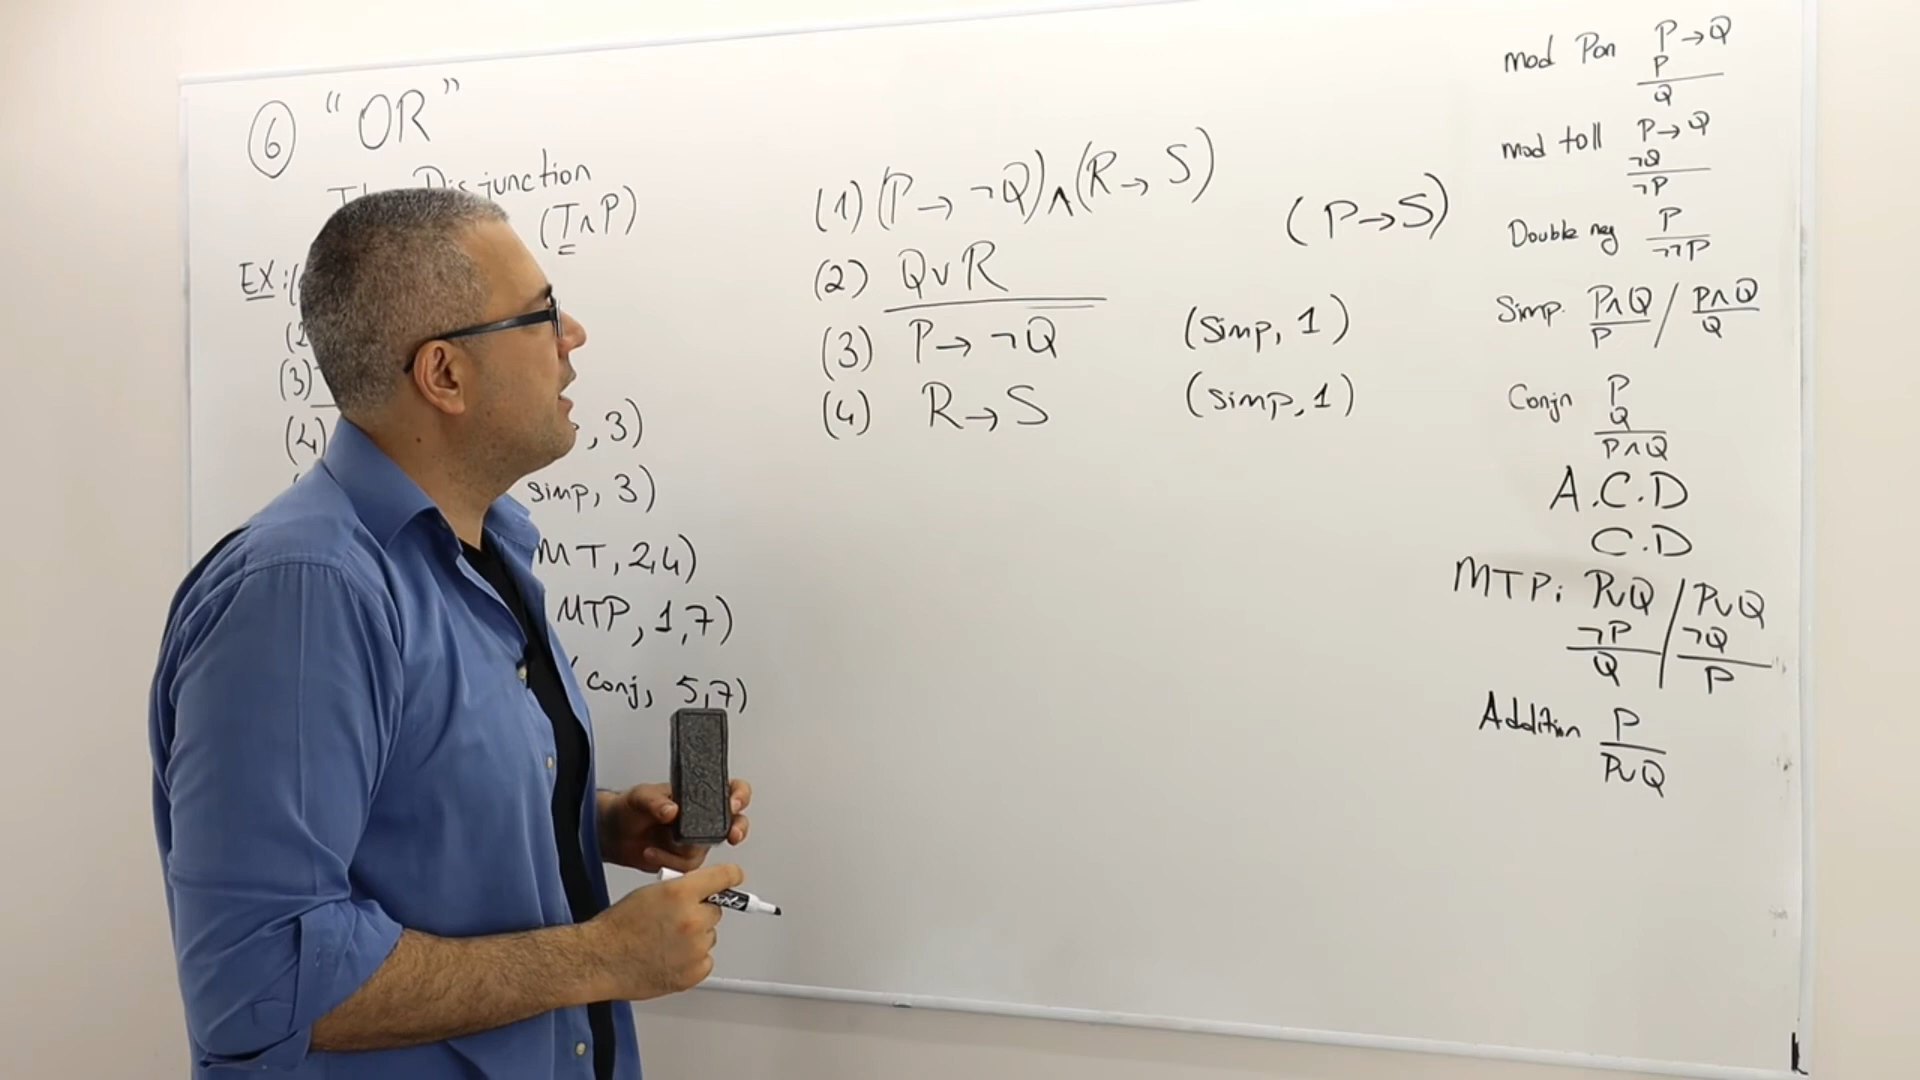 ⑥ "OR"
Disjunction
(T∧P)
EX:(
(2
(3)
(4)
, 3)
simp, 3)
MT, 2,4)
MTP, 1,7)
(conj, 5,7)
(1) (P→¬Q)∧(R→S)
(P→S)
(2) Q∨R
(3) P→¬Q (simp, 1)
(4) R→S (simp, 1)
mod Pon P→Q
P
Q
mod toll P→Q
¬Q
¬P
Double neg P
¬¬P
Simp. P∧Q / P∧Q
P Q
Conjn P
Q
P∧Q
A.C.D
C.D
MTP: P∨Q / P∨Q
¬P ¬Q
Q P
Addition P
P∨Q
Expo